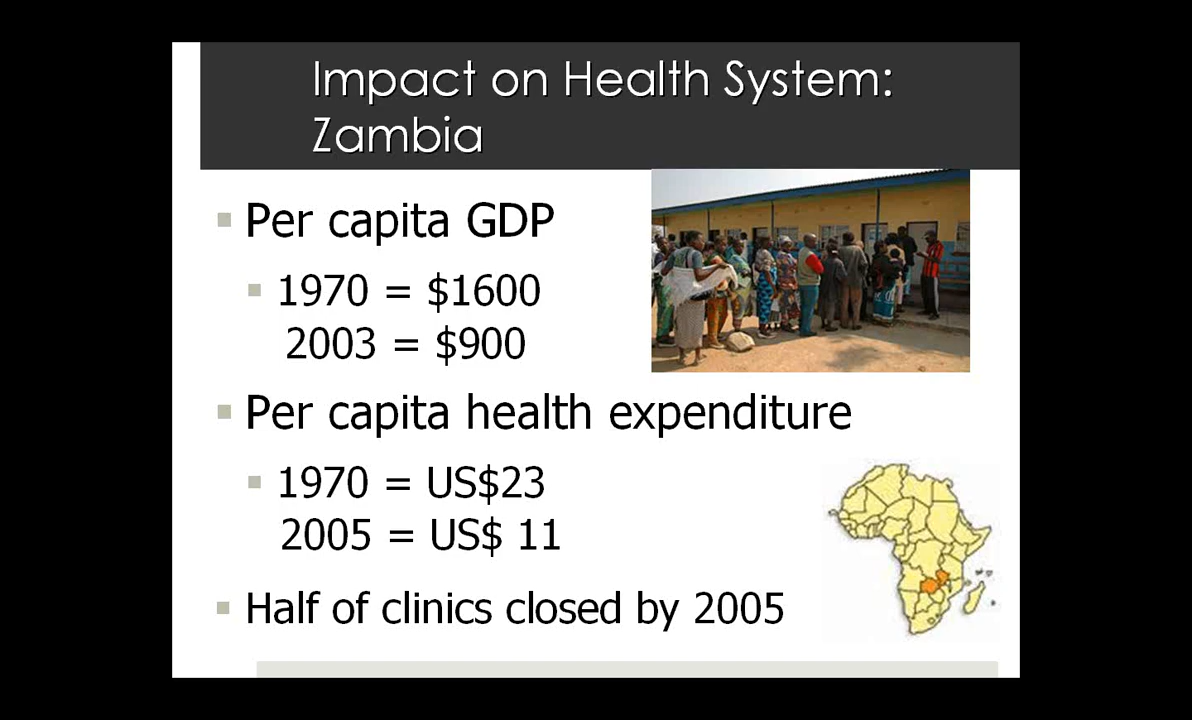 Impact on Health System:
Zambia
Per capita GDP
1970 = $1600
2003 = $900
Per capita health expenditure
1970 = US$23
2005 = US$ 11
Half of clinics closed by 2005